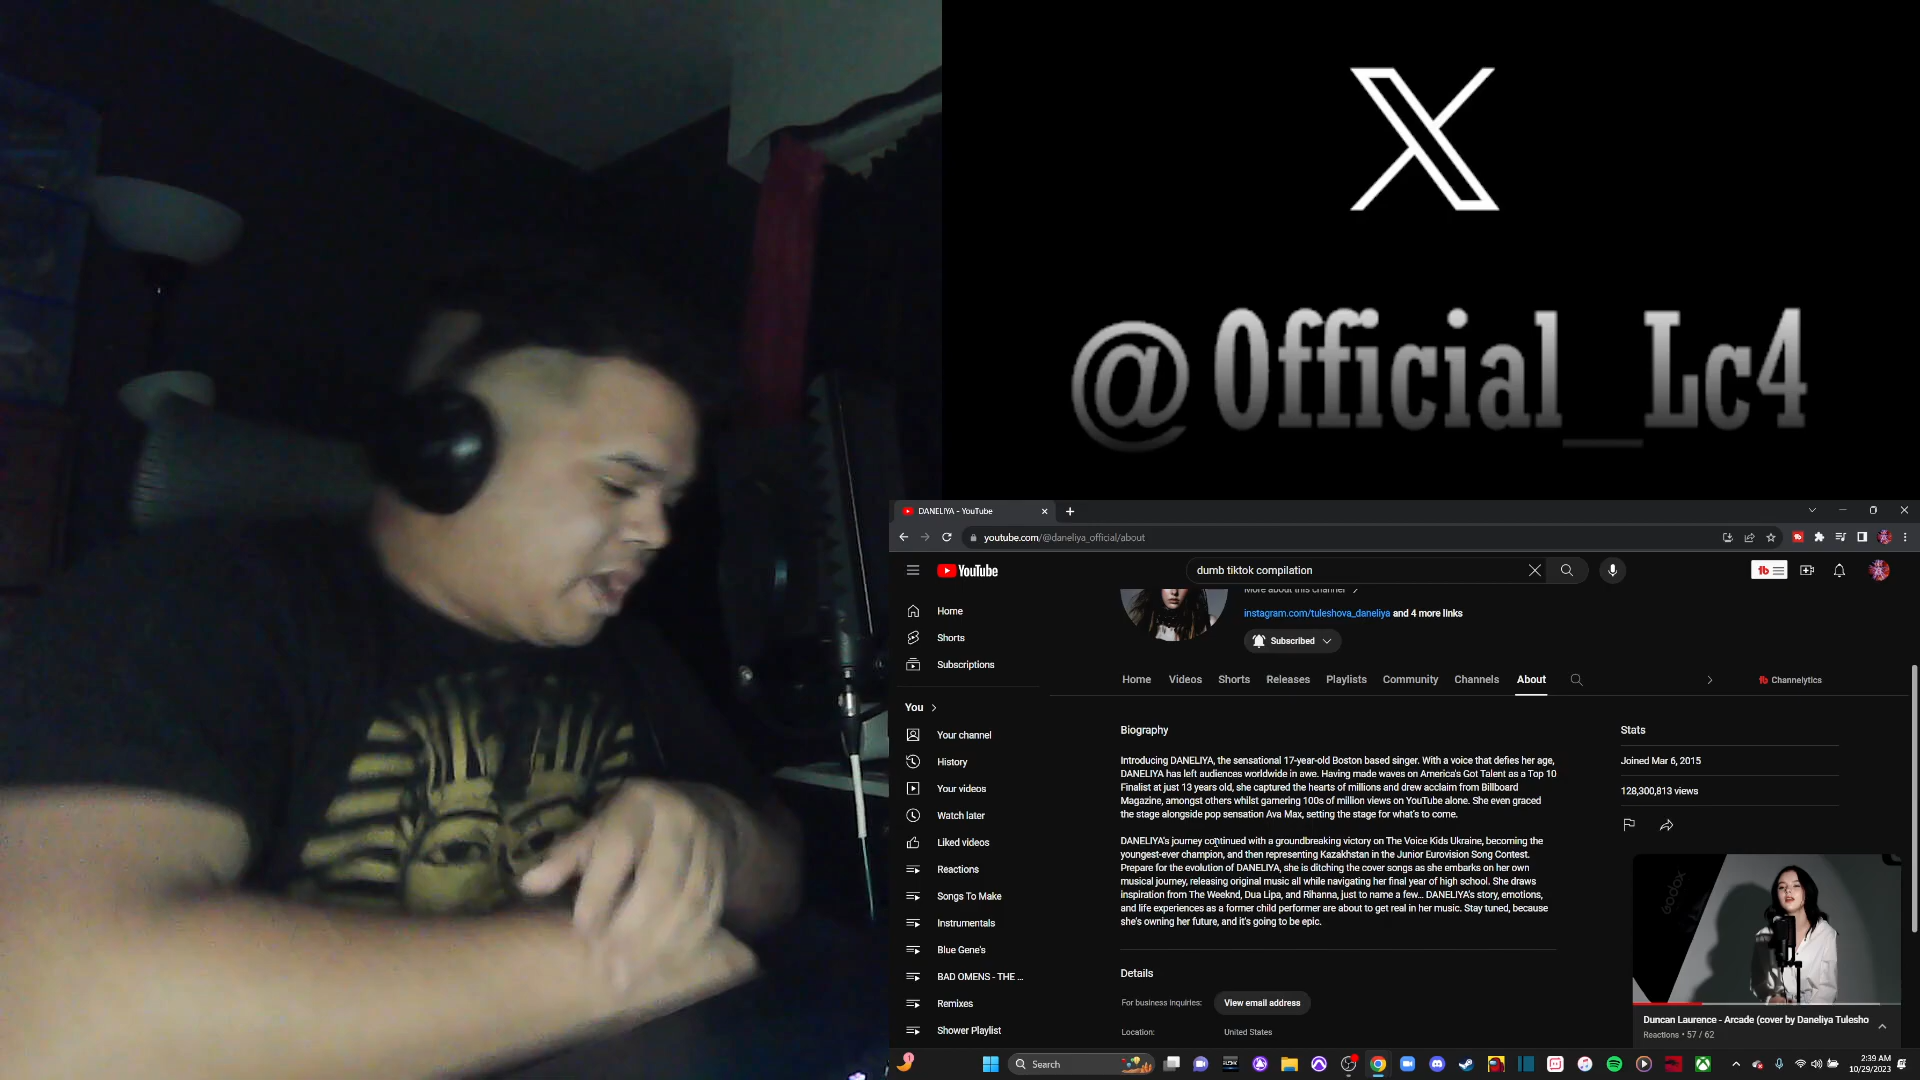 X
@Official_Lc4
DANELIYA - YouTube
youtube.com/@daneliya_official/about
YouTube
dumb tiktok compilation
Home
Shorts
Subscriptions
You
Your channel
History
Your videos
Watch later
Liked videos
Reactions
Songs To Make
Instrumentals
Blue Gene's
BAD OMENS - THE ...
Remixes
Shower Playlist
More about this channel
instagram.com/tuleshova_daneliya and 4 more links
Subscribed
Home Videos Shorts Releases Playlists Community Channels About
Channelytics
Biography
Introducing DANELIYA, the sensational 17-year-old Boston based singer. With a voice that defies her age,
DANELIYA has left audiences worldwide in awe. Having made waves on America's Got Talent as a Top 10
Finalist at just 13 years old, she captured the hearts of millions and drew acclaim from Billboard
Magazine, amongst others whilst garnering 100s of million views on YouTube alone. She even graced
the stage alongside pop sensation Ava Max, setting the stage for what's to come.
DANELIYA's journey continued with a groundbreaking victory on The Voice Kids Ukraine, becoming the
youngest-ever champion, and then representing Kazakhstan in the Junior Eurovision Song Contest.
Prepare for the evolution of DANELIYA, she is ditching the cover songs as she embarks on her own
musical journey, releasing original music all while navigating her final year of high school. She draws
inspiration from The Weeknd, Dua Lipa, and Rihanna, just to name a few... DANELIYA's story, emotions,
and life experiences as a former child performer are about to get real in her music. Stay tuned, because
she's owning her future, and it's going to be epic.
Details
For business inquiries: View email address
Location: United States
Stats
Joined Mar 6, 2015
128,300,813 views
GODOX
Duncan Laurence - Arcade (cover by Daneliya Tulesho
Reactions • 57 / 62
Search
2:39 AM
10/29/2023